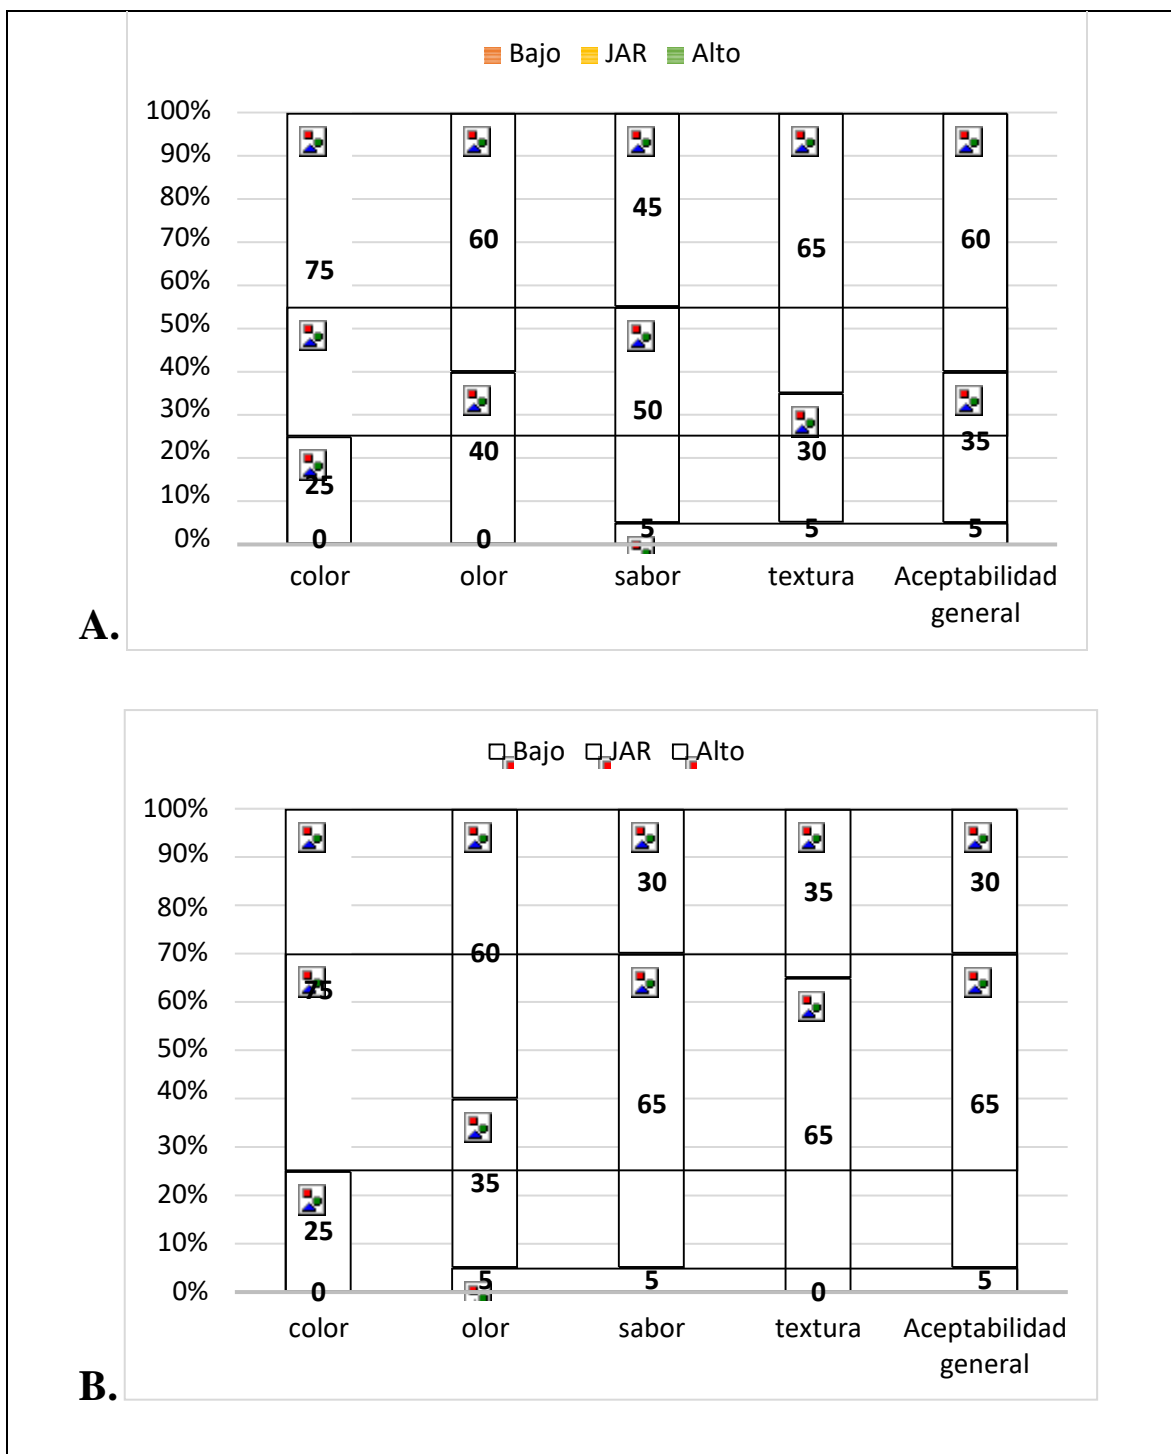 Bajo JAR Alto
100%
90%
80%
70%
60%
50%
40%
30%
20%
10%
0%
75 60 45 65 60
25 40 50 30 35
0 0 5 5 5
color olor sabor textura Aceptabilidad
general
A.
Bajo JAR Alto
100%
90%
80%
70%
60%
50%
40%
30%
20%
10%
0%
75 60 30 35 30
25 35 65 65 65
0 5 5 0 5
color olor sabor textura Aceptabilidad
general
B.